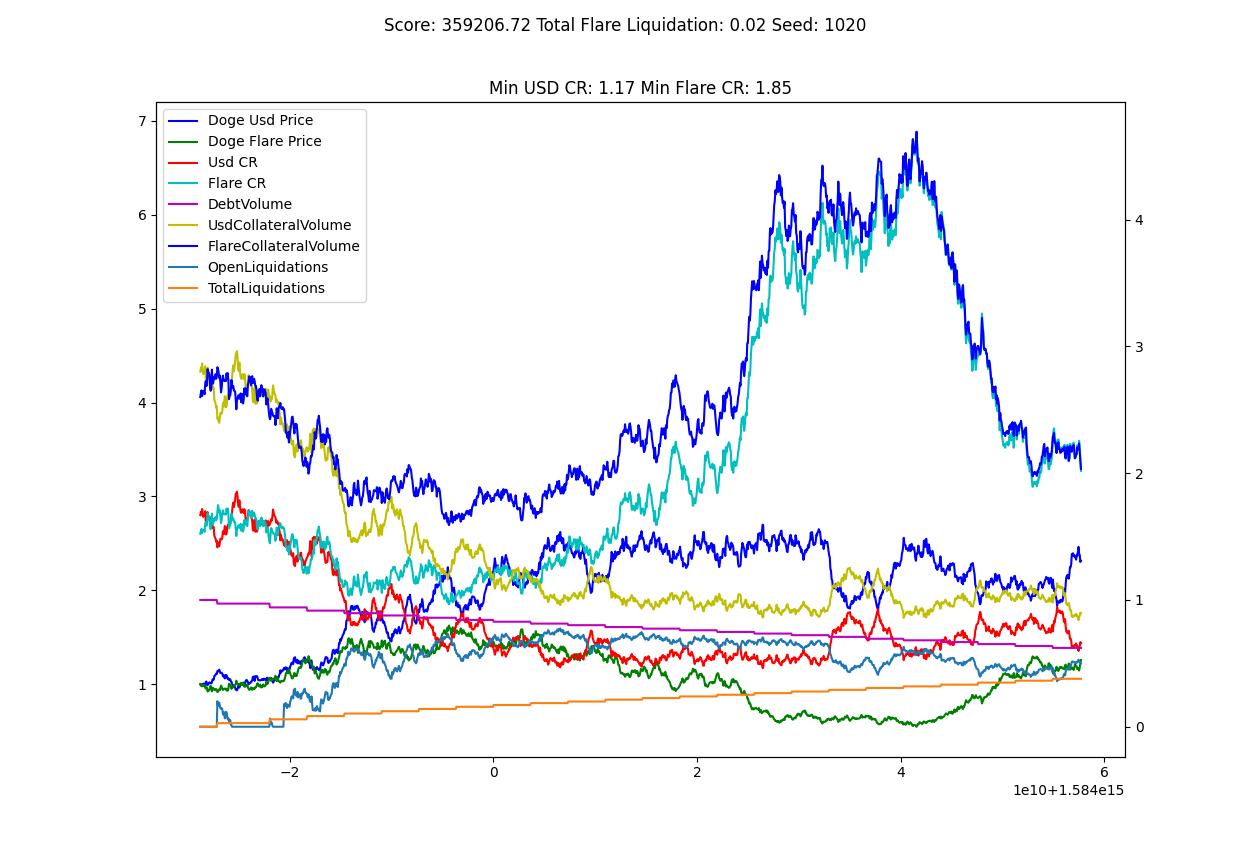 Score: 359206.72 Total Flare Liquidation: 0.02 Seed: 1020
Min USD CR: 1.17 Min Flare CR: 1.85
Doge Usd Price
Doge Flare Price
Usd CR
Flare CR
DebtVolume
UsdCollateralVolume
FlareCollateralVolume
OpenLiquidations
TotalLiquidations
7
6
5
4
3
2
1
4
3
2
1
0
−2
0
2
4
6
1e10+1.584e15